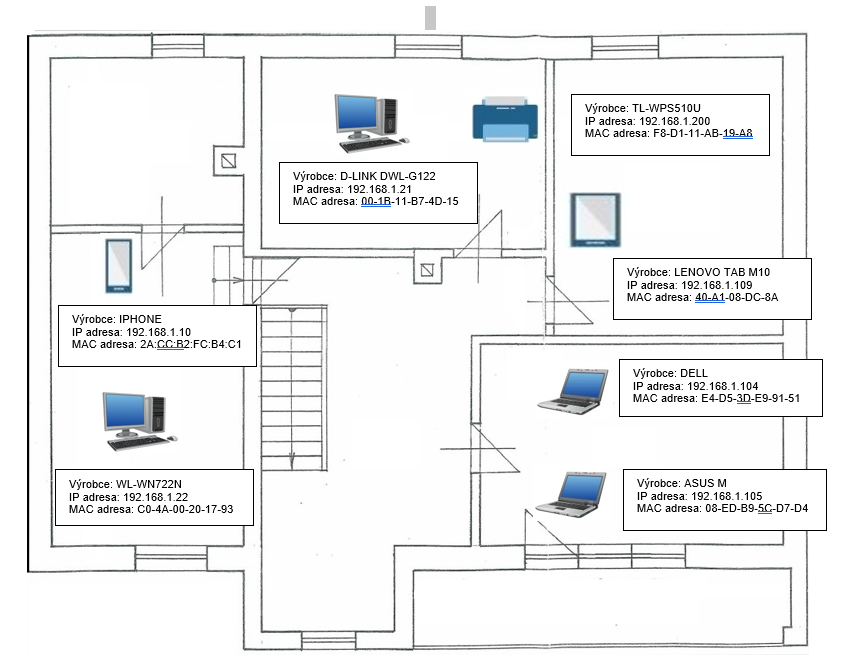 Výrobce: TL-WPS510U
IP adresa: 192.168.1.200
MAC adresa: F8-D1-11-AB-19-A8
Výrobce: D-LINK DWL-G122
IP adresa: 192.168.1.21
MAC adresa: 00-1B-11-B7-4D-15
Výrobce: LENOVO TAB M10
IP adresa: 192.168.1.109
MAC adresa: 40-A1-08-DC-8A
Výrobce: IPHONE
IP adresa: 192.168.1.10
MAC adresa: 2A:CC:B2:FC:B4:C1
Výrobce: DELL
IP adresa: 192.168.1.104
MAC adresa: E4-D5-3D-E9-91-51
Výrobce: WL-WN722N
IP adresa: 192.168.1.22
MAC adresa: C0-4A-00-20-17-93
Výrobce: ASUS M
IP adresa: 192.168.1.105
MAC adresa: 08-ED-B9-5C-D7-D4